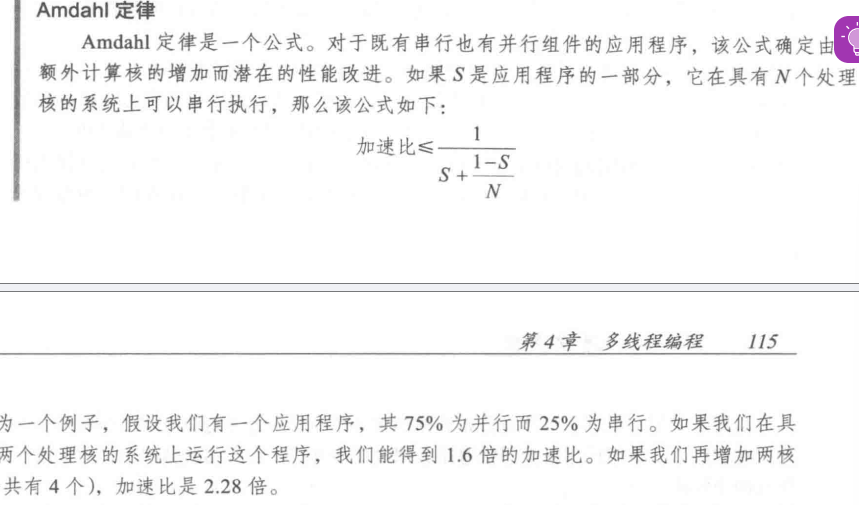 Amdahl 定律
Amdahl 定律是一个公式。对于既有串行也有并行组件的应用程序，该公式确定由
额外计算核的增加而潜在的性能改进。如果 S 是应用程序的一部分，它在具有 N 个处理
核的系统上可以串行执行，那么该公式如下：
加速比≤ 1 / (S + (1−S) / N)
第 4 章 多线程编程 115
为一个例子，假设我们有一个应用程序，其 75% 为并行而 25% 为串行。如果我们在具
两个处理核的系统上运行这个程序，我们能得到 1.6 倍的加速比。如果我们再增加两核
共有 4 个），加速比是 2.28 倍。